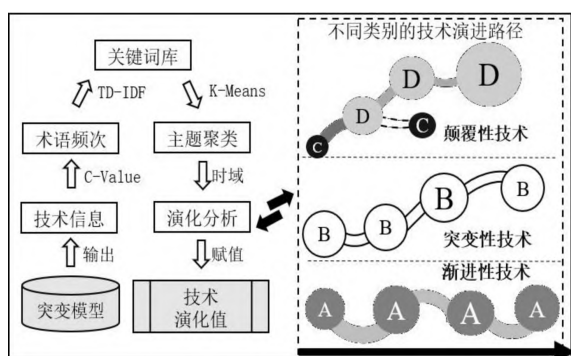 不同类别的技术演进路径
关键词库
TD-IDF
K-Means
术语频次
主题聚类
C-Value
时域
技术信息
演化分析
输出
赋值
突变模型
技术
演化值
D
D
D
C
C
颠覆性技术
B
B
B
B
突变性技术
渐进性技术
A
A
A
A